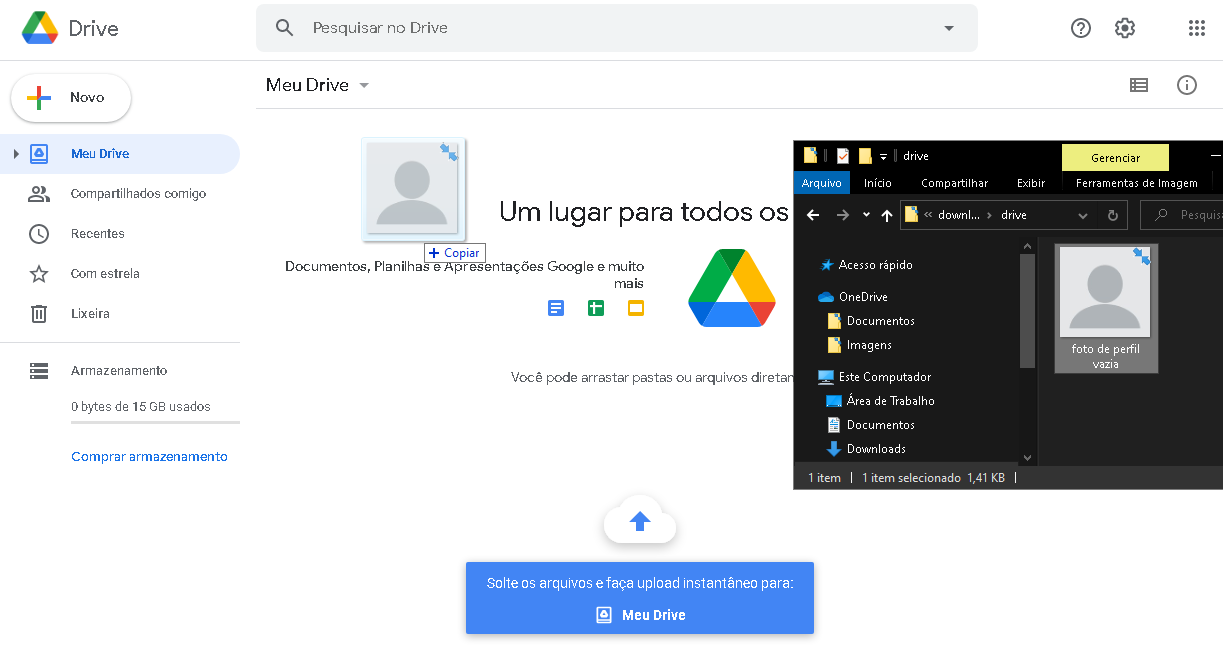 Drive
Pesquisar no Drive
Novo
Meu Drive
Meu Drive
Compartilhados comigo
Recentes
Com estrela
Lixeira
Armazenamento
0 bytes de 15 GB usados
Comprar armazenamento
Um lugar para todos os
Copiar
Documentos, Planilhas e Apresentações Google e muito
mais
Você pode arrastar pastas ou arquivos
Solte os arquivos e faça upload instantâneo para:
Meu Drive
drive
Gerenciar
Arquivo
Início
Compartilhar
Exibir
Ferramentas de Imagem
« downl... › drive
Acesso rápido
OneDrive
Documentos
Imagens
Este Computador
Área de Trabalho
Documentos
Downloads
foto de perfil
vazia
1 item
1 item selecionado 1,41 KB